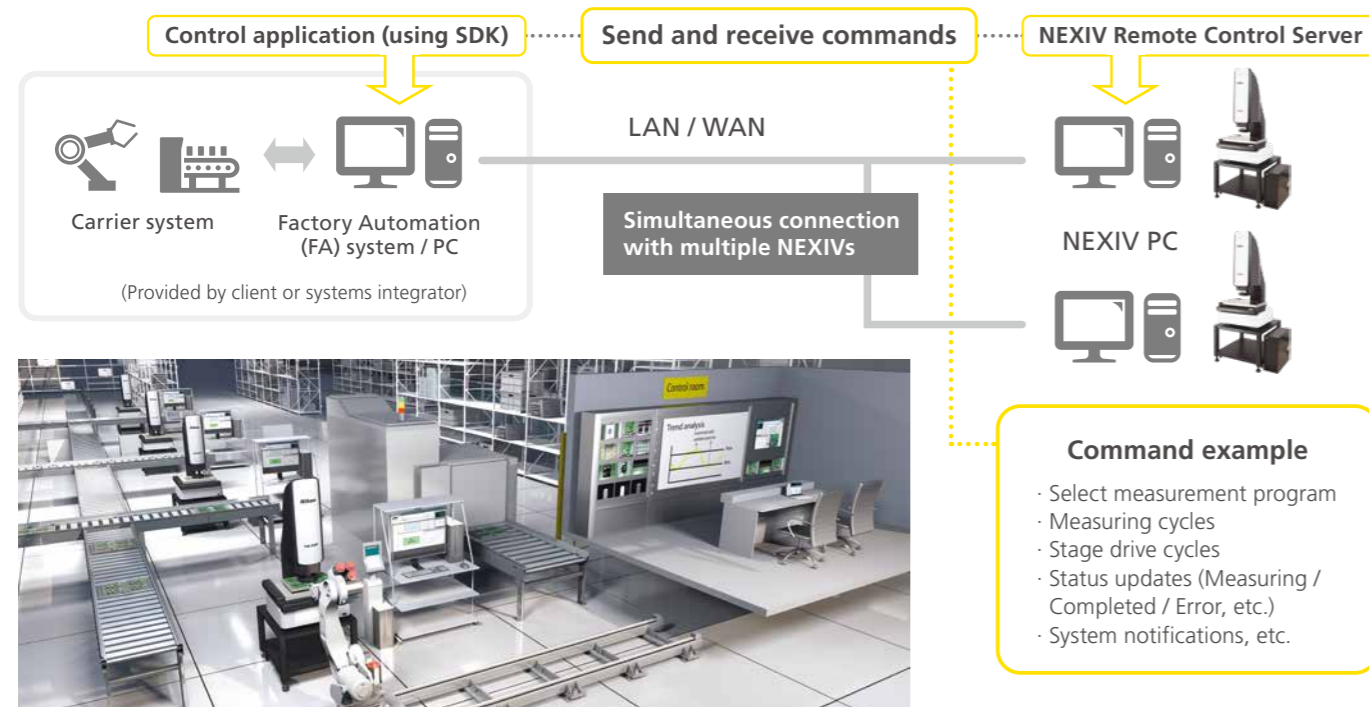 Control application (using SDK)
Send and receive commands
NEXIV Remote Control Server
LAN / WAN
Carrier system
Factory Automation
(FA) system / PC
(Provided by client or systems integrator)
Simultaneous connection
with multiple NEXIVs
NEXIV PC
Control room
Trend analysis
Nikon
Command example
· Select measurement program
· Measuring cycles
· Stage drive cycles
· Status updates (Measuring /
Completed / Error, etc.)
· System notifications, etc.